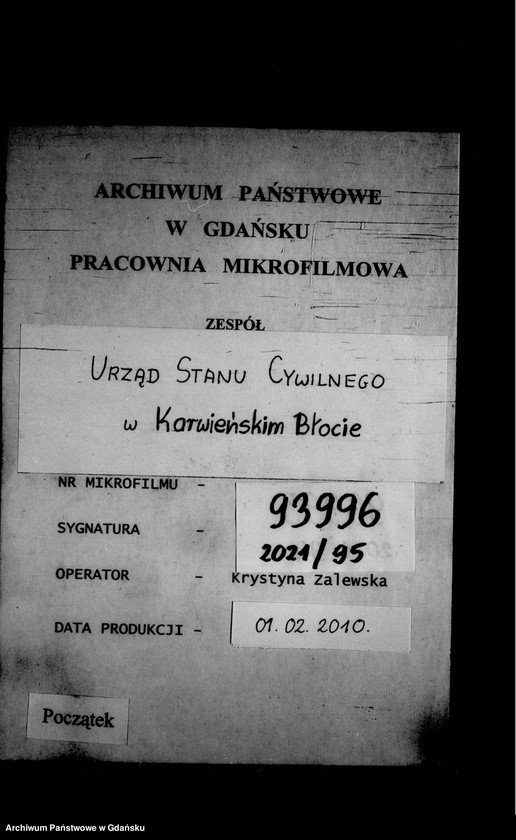 ARCHIWUM PAŃSTWOWE
W GDAŃSKU
PRACOWNIA MIKROFILMOWA
ZESPÓŁ
URZĄD STANU CYWILNEGO
w Karwieńskim Błocie
NR MIKROFILMU - 93996
SYGNATURA - 2021/95
OPERATOR - Krystyna Zalewska
DATA PRODUKCJI - 01.02.2010.
Początek
Archiwum Państwowe w Gdańsku